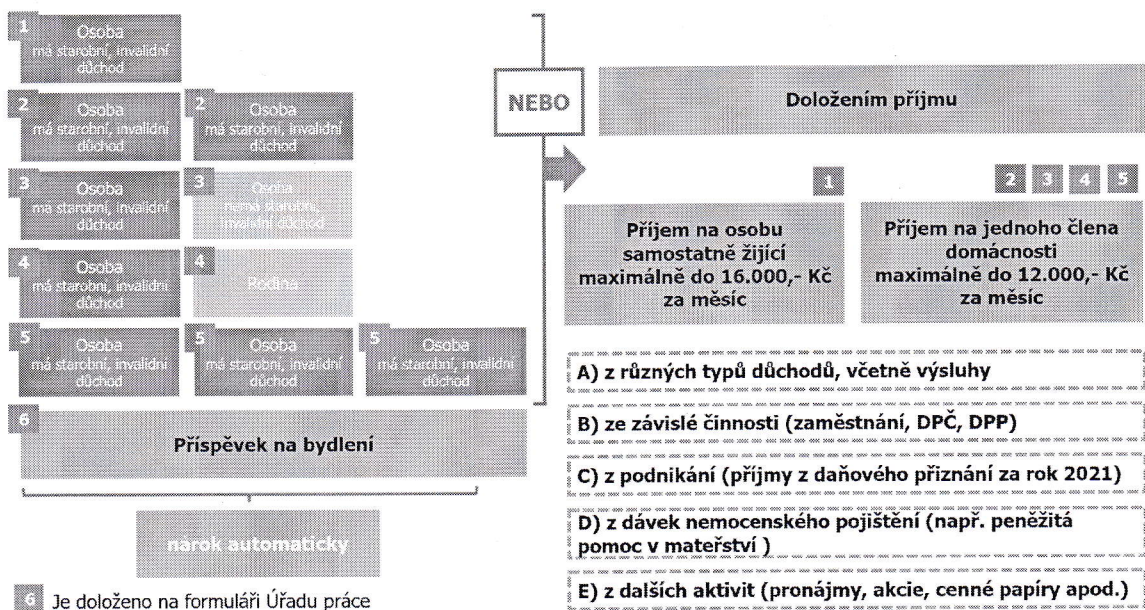 1
Osoba
má starobní, invalidní
důchod
2
Osoba
má starobní, invalidní
důchod
2
Osoba
má starobní, invalidní
důchod
3
Osoba
má starobní, invalidní
důchod
3
Osoba
nemá starobní,
invalidní důchod
4
Osoba
má starobní, invalidní
důchod
4
Rodina
5
Osoba
má starobní, invalidní
důchod
5
Osoba
má starobní, invalidní
důchod
5
Osoba
má starobní, invalidní
důchod
6
Příspěvek na bydlení
nárok automaticky
6 Je doloženo na formuláři Úřadu práce
NEBO
Doložením příjmu
1
Příjem na osobu
samostatně žijící
maximálně do 16.000,- Kč
za měsíc
2 3 4 5
Příjem na jednoho člena
domácnosti
maximálně do 12.000,- Kč
za měsíc
A) z různých typů důchodů, včetně výsluhy
B) ze závislé činnosti (zaměstnání, DPČ, DPP)
C) z podnikání (příjmy z daňového přiznání za rok 2021)
D) z dávek nemocenského pojištění (např. peněžitá
pomoc v mateřství )
E) z dalších aktivit (pronájmy, akcie, cenné papíry apod.)